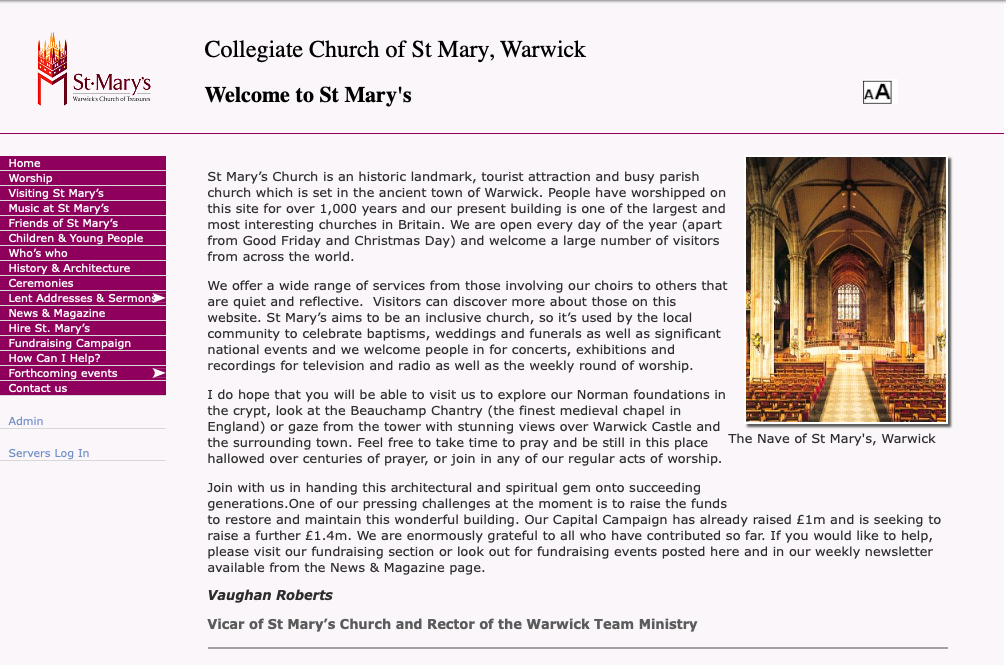 St·Mary's
Warwick's Church of Treasures
Collegiate Church of St Mary, Warwick
Welcome to St Mary's
AA
Home
Worship
Visiting St Mary's
Music at St Mary's
Friends of St Mary's
Children & Young People
Who's who
History & Architecture
Ceremonies
Lent Addresses & Sermons
News & Magazine
Hire St. Mary's
Fundraising Campaign
How Can I Help?
Forthcoming events
Contact us
Admin
Servers Log In
St Mary's Church is an historic landmark, tourist attraction and busy parish
church which is set in the ancient town of Warwick. People have worshipped on
this site for over 1,000 years and our present building is one of the largest and
most interesting churches in Britain. We are open every day of the year (apart
from Good Friday and Christmas Day) and welcome a large number of visitors
from across the world.
We offer a wide range of services from those involving our choirs to others that
are quiet and reflective.  Visitors can discover more about those on this
website. St Mary's aims to be an inclusive church, so it's used by the local
community to celebrate baptisms, weddings and funerals as well as significant
national events and we welcome people in for concerts, exhibitions and
recordings for television and radio as well as the weekly round of worship.
I do hope that you will be able to visit us to explore our Norman foundations in
the crypt, look at the Beauchamp Chantry (the finest medieval chapel in
England) or gaze from the tower with stunning views over Warwick Castle and
the surrounding town. Feel free to take time to pray and be still in this place
hallowed over centuries of prayer, or join in any of our regular acts of worship.
The Nave of St Mary's, Warwick
Join with us in handing this architectural and spiritual gem onto succeeding
generations.One of our pressing challenges at the moment is to raise the funds
to restore and maintain this wonderful building. Our Capital Campaign has already raised £1m and is seeking to
raise a further £1.4m. We are enormously grateful to all who have contributed so far. If you would like to help,
please visit our fundraising section or look out for fundraising events posted here and in our weekly newsletter
available from the News & Magazine page.
Vaughan Roberts
Vicar of St Mary's Church and Rector of the Warwick Team Ministry